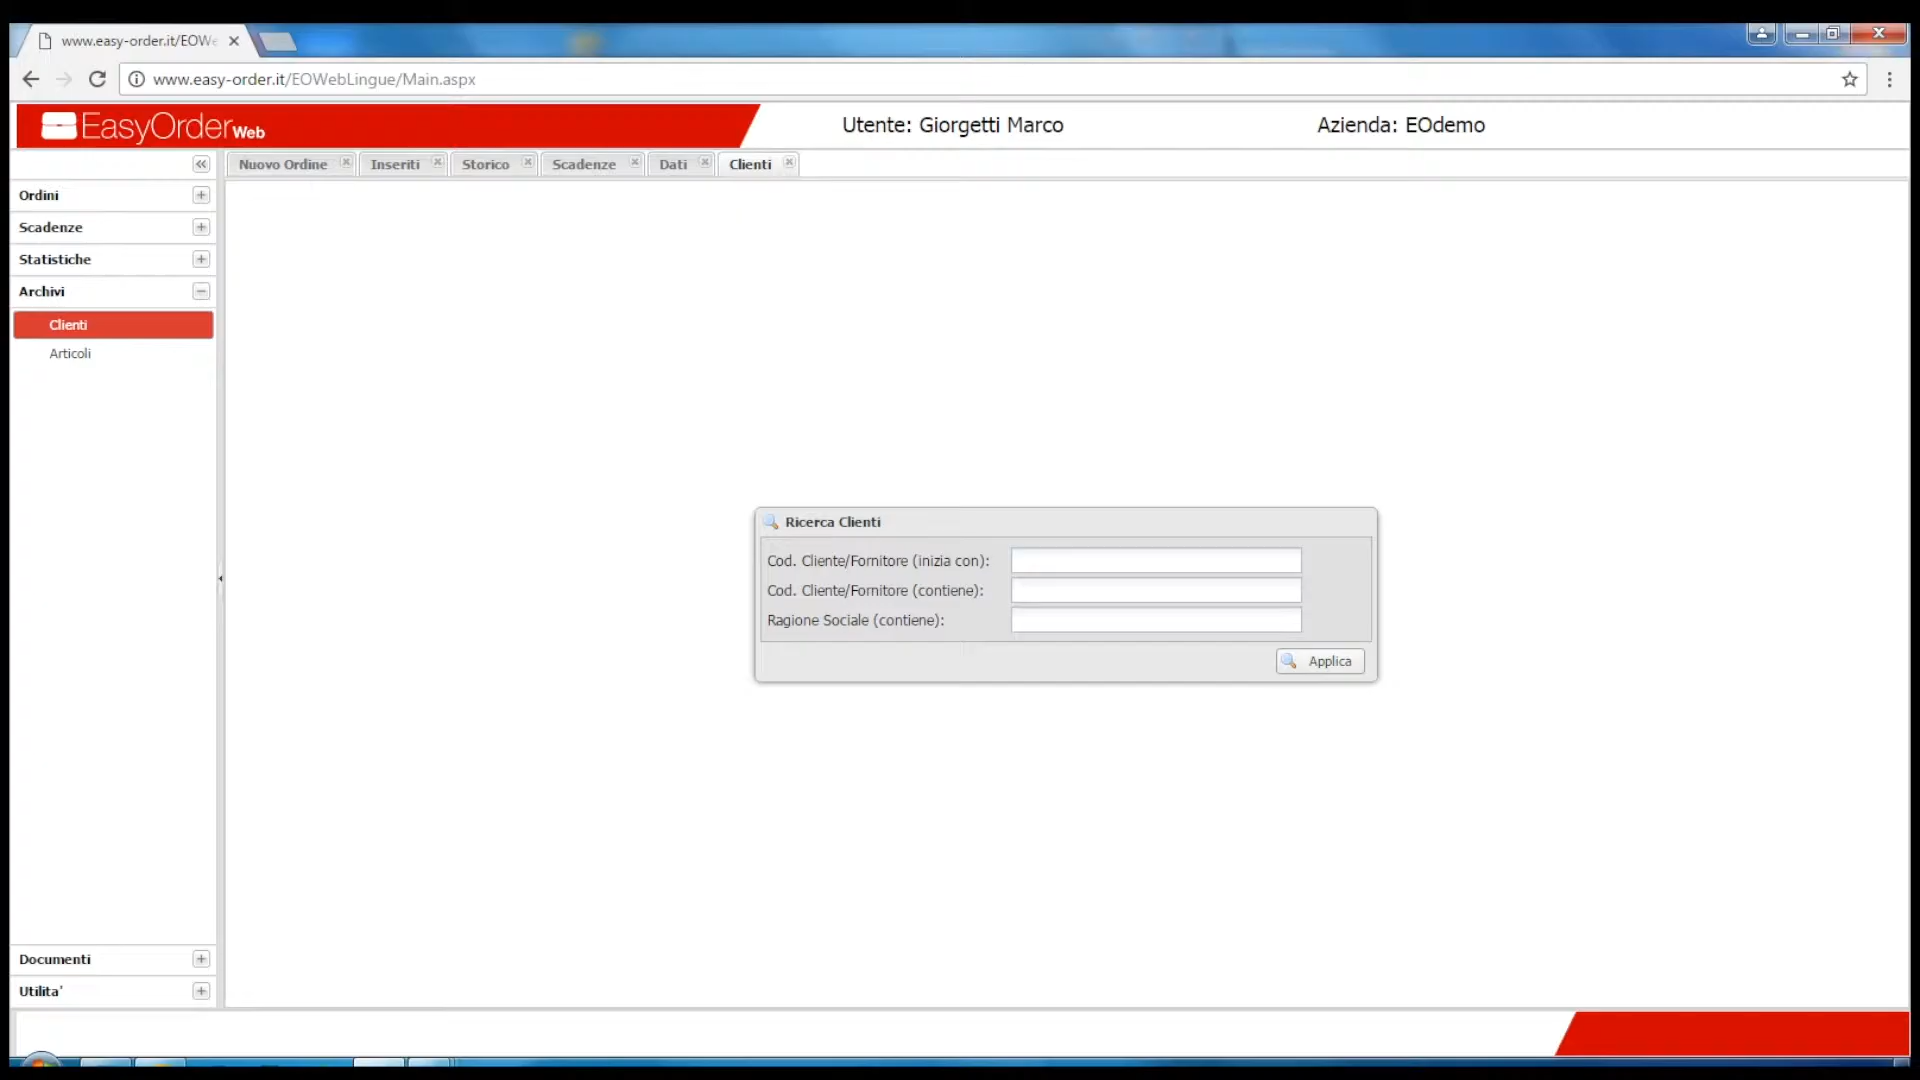 www.easy-order.it/EOWe
www.easy-order.it/EOWebLingue/Main.aspx
EasyOrder Web
Utente: Giorgetti Marco
Azienda: EOdemo
Nuovo Ordine
Inseriti
Storico
Scadenze
Dati
Clienti
Ordini
Scadenze
Statistiche
Archivi
Clienti
Articoli
Ricerca Clienti
Cod. Cliente/Fornitore (inizia con):
Cod. Cliente/Fornitore (contiene):
Ragione Sociale (contiene):
Applica
Documenti
Utilita'